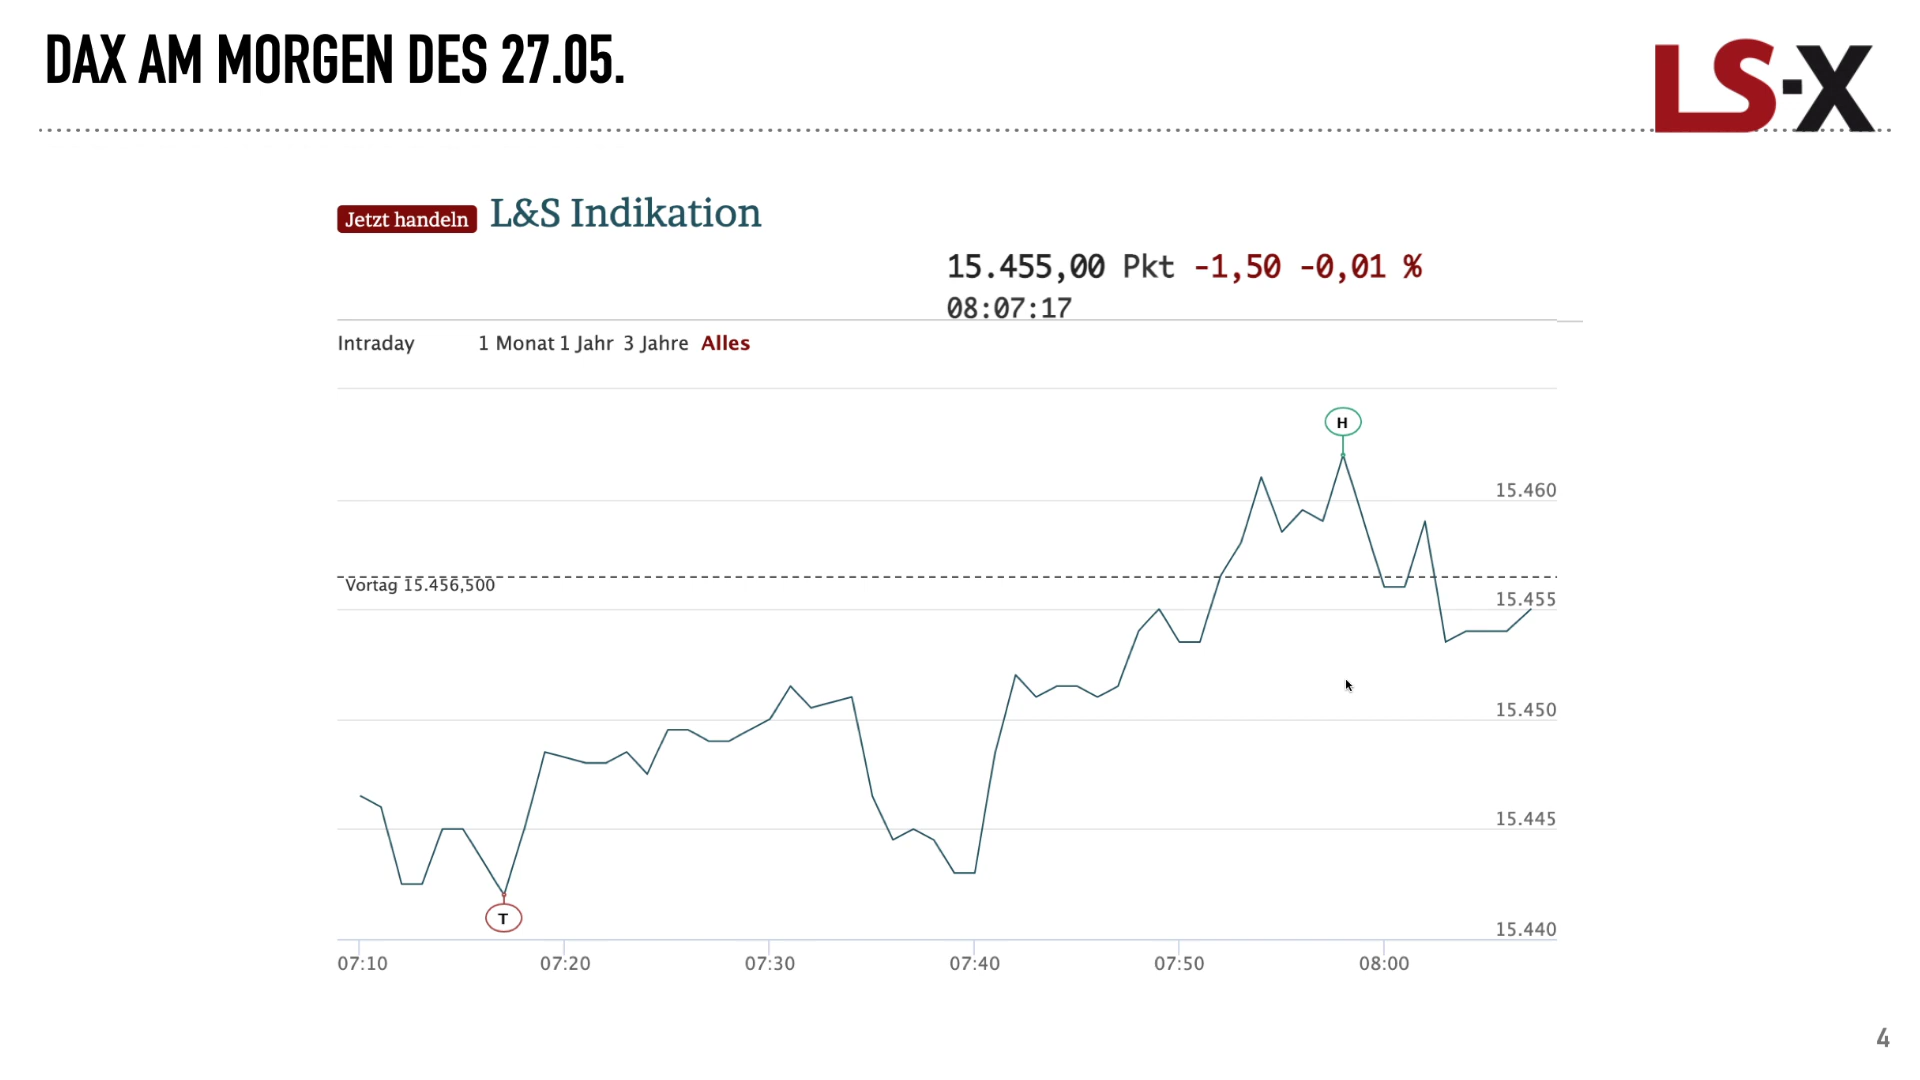 DAX AM MORGEN DES 27.05.
LS-X
Jetzt handeln L&S Indikation
15.455,00 Pkt -1,50 -0,01 %
08:07:17
Intraday 1 Monat 1 Jahr 3 Jahre Alles
H
15.460
Vortag 15.456,500
15.455
15.450
15.445
T
15.440
07:10 07:20 07:30 07:40 07:50 08:00
4